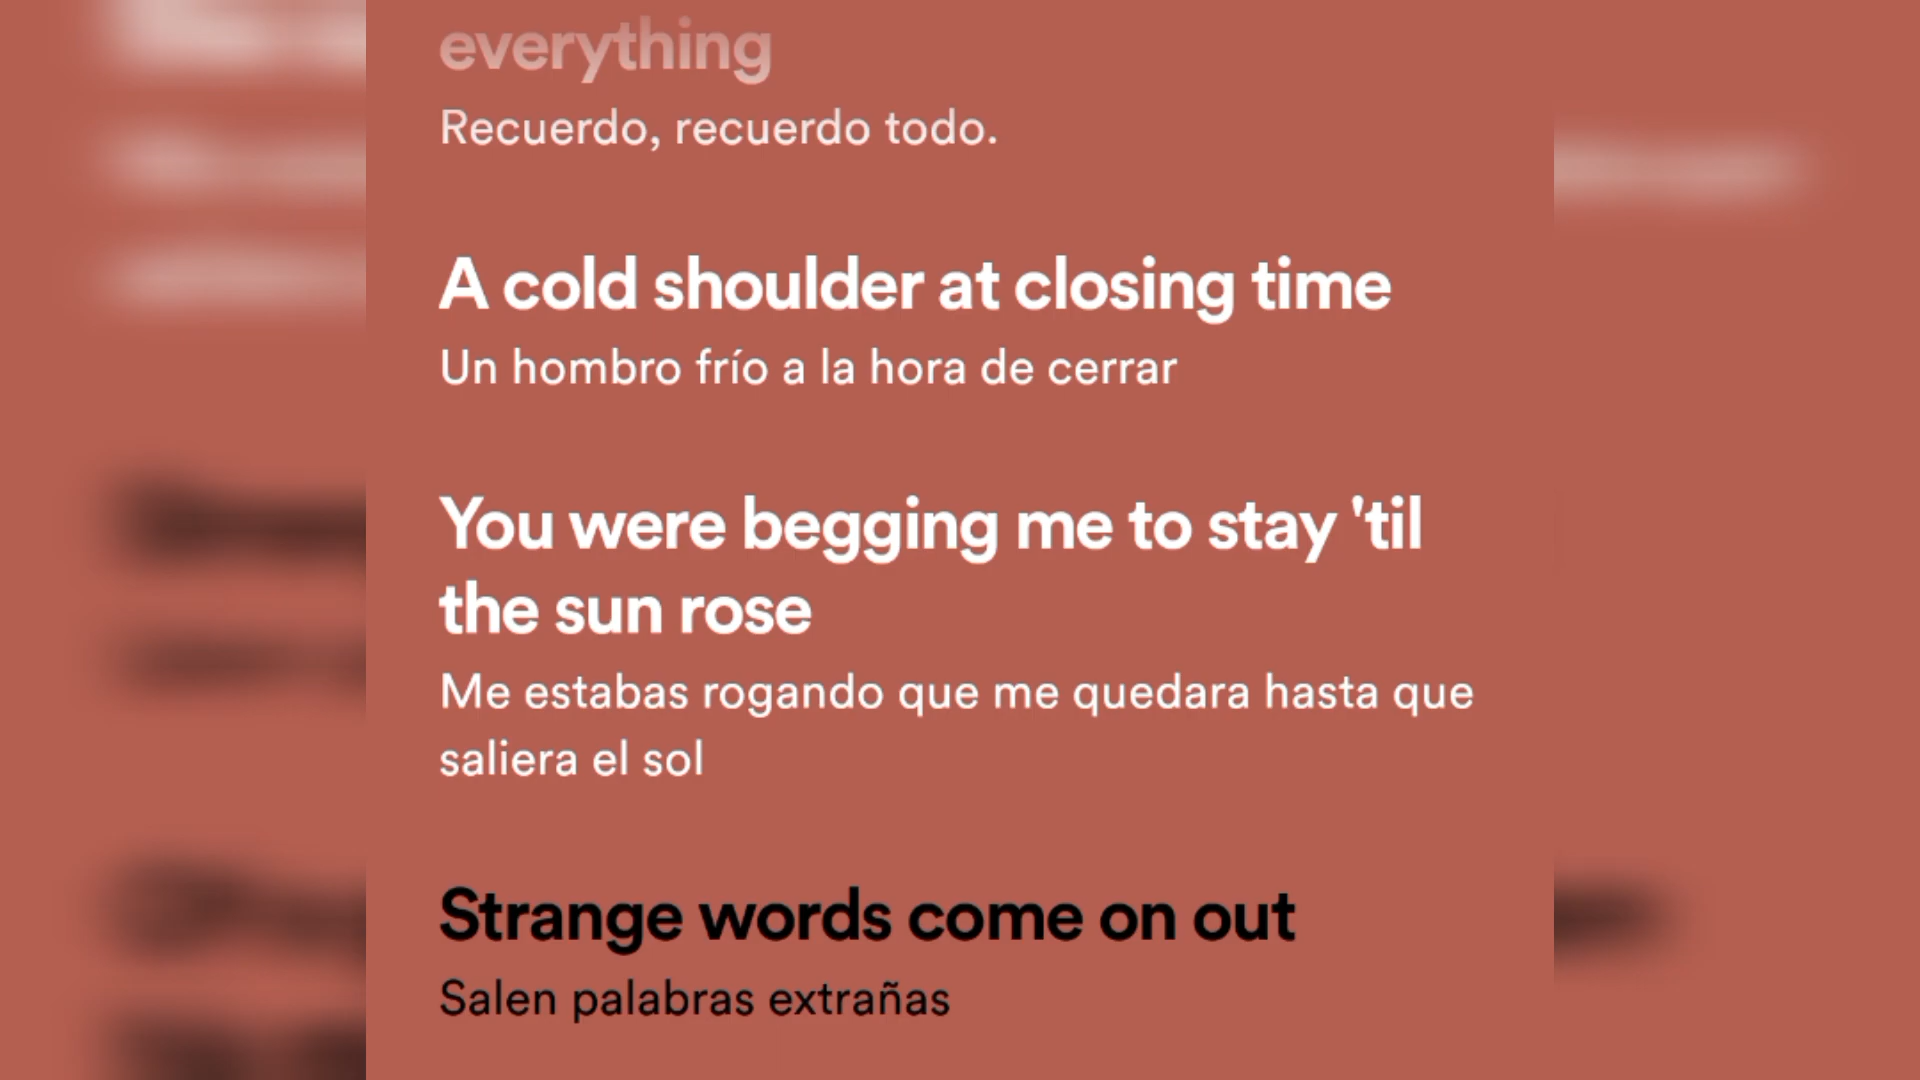 everything
Recuerdo, recuerdo todo.
A cold shoulder at closing time
Un hombro frío a la hora de cerrar
You were begging me to stay 'til
the sun rose
Me estabas rogando que me quedara hasta que
saliera el sol
Strange words come on out
Salen palabras extrañas